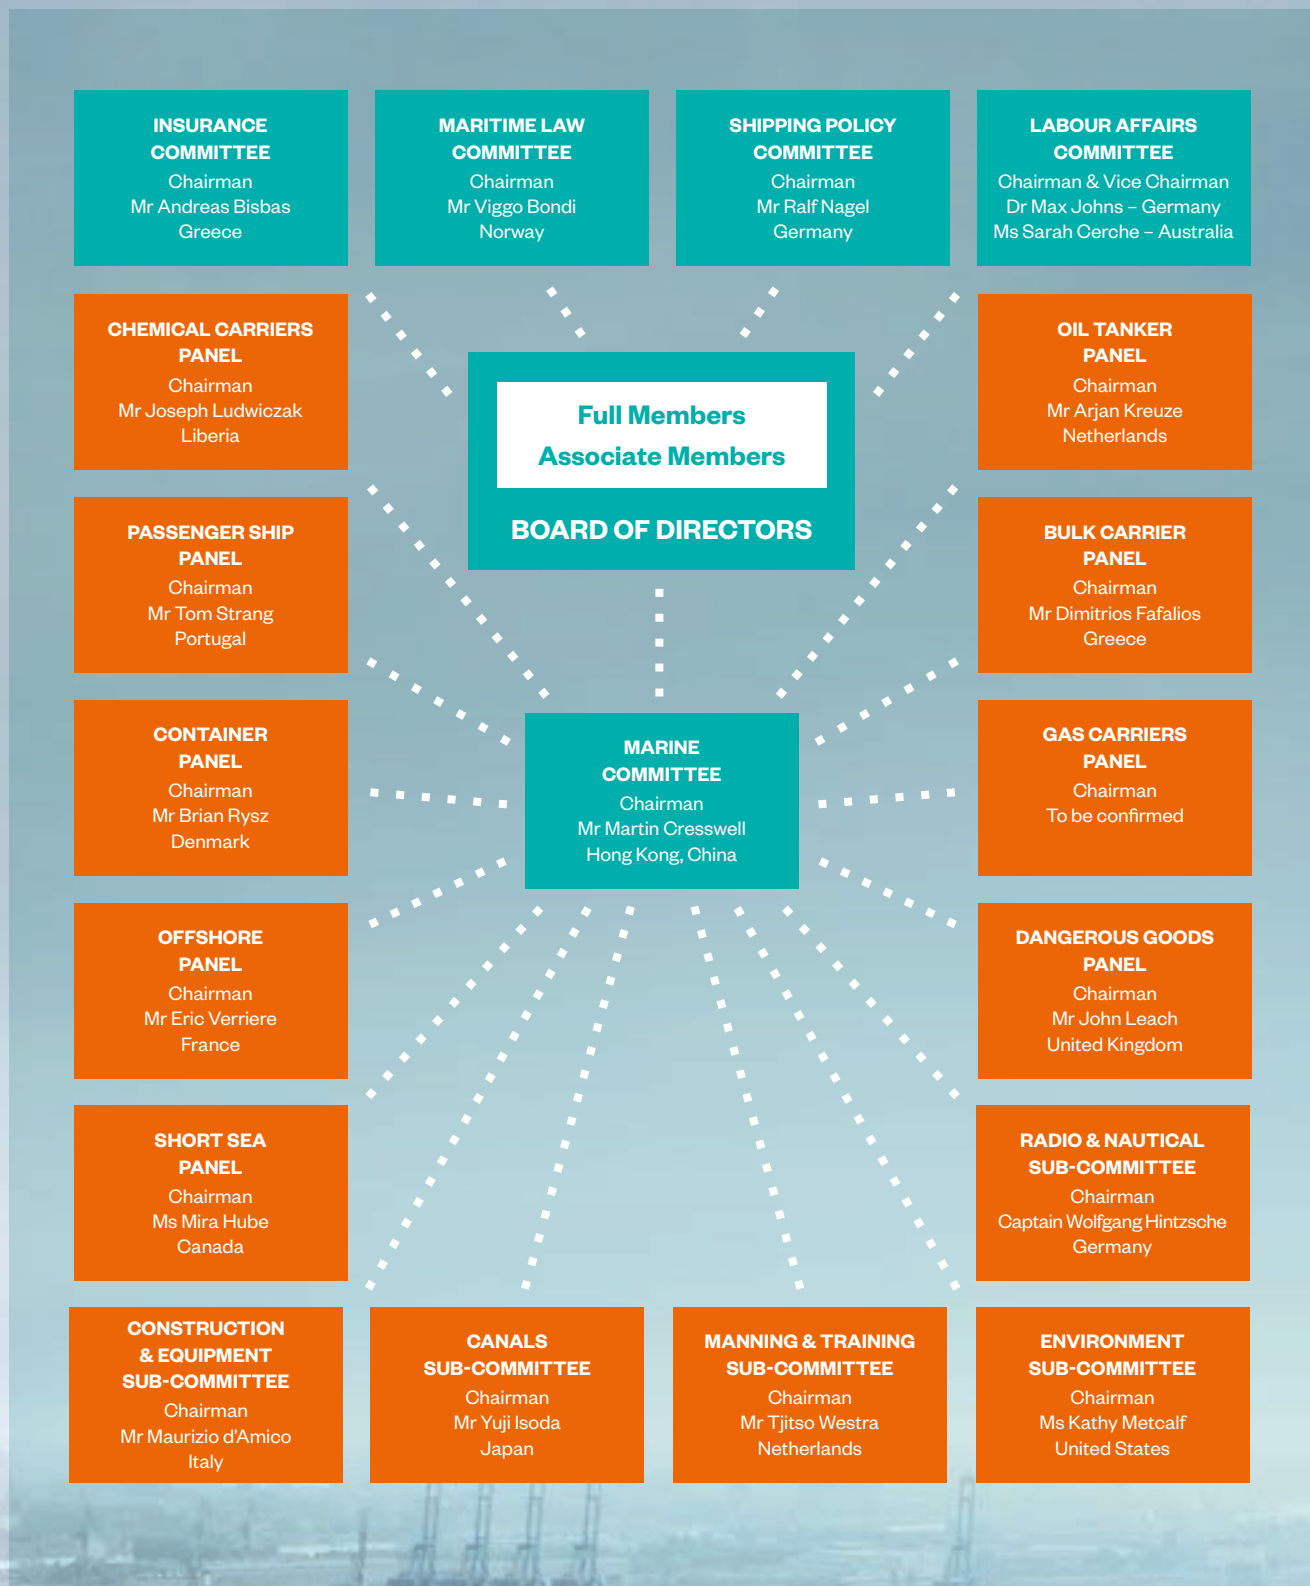 INSURANCE
COMMITTEE
Chairman
Mr Andreas Bisbas
Greece
MARITIME LAW
COMMITTEE
Chairman
Mr Viggo Bondi
Norway
SHIPPING POLICY
COMMITTEE
Chairman
Mr Ralf Nagel
Germany
LABOUR AFFAIRS
COMMITTEE
Chairman & Vice Chairman
Dr Max Johns – Germany
Ms Sarah Cerche – Australia
CHEMICAL CARRIERS
PANEL
Chairman
Mr Joseph Ludwiczak
Liberia
Full Members
Associate Members
BOARD OF DIRECTORS
OIL TANKER
PANEL
Chairman
Mr Arjan Kreuze
Netherlands
PASSENGER SHIP
PANEL
Chairman
Mr Tom Strang
Portugal
BULK CARRIER
PANEL
Chairman
Mr Dimitrios Fafalios
Greece
CONTAINER
PANEL
Chairman
Mr Brian Rysz
Denmark
MARINE
COMMITTEE
Chairman
Mr Martin Cresswell
Hong Kong, China
GAS CARRIERS
PANEL
Chairman
To be confirmed
OFFSHORE
PANEL
Chairman
Mr Eric Verriere
France
DANGEROUS GOODS
PANEL
Chairman
Mr John Leach
United Kingdom
SHORT SEA
PANEL
Chairman
Ms Mira Hube
Canada
RADIO & NAUTICAL
SUB-COMMITTEE
Chairman
Captain Wolfgang Hintzsche
Germany
CONSTRUCTION
& EQUIPMENT
SUB-COMMITTEE
Chairman
Mr Maurizio d'Amico
Italy
CANALS
SUB-COMMITTEE
Chairman
Mr Yuji Isoda
Japan
MANNING & TRAINING
SUB-COMMITTEE
Chairman
Mr Tjitso Westra
Netherlands
ENVIRONMENT
SUB-COMMITTEE
Chairman
Ms Kathy Metcalf
United States